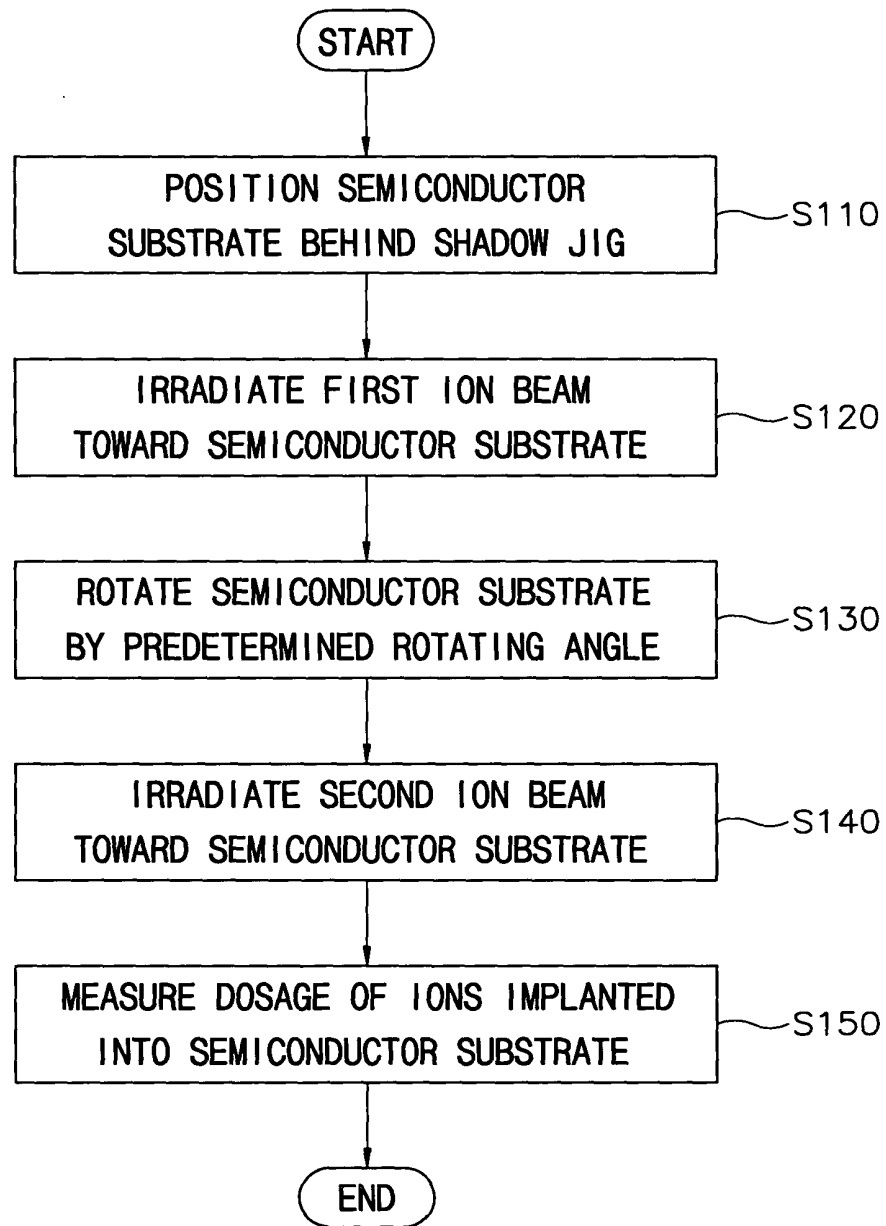 START
POSITION SEMICONDUCTOR
SUBSTRATE BEHIND SHADOW JIG
S110
IRRADIATE FIRST ION BEAM
TOWARD SEMICONDUCTOR SUBSTRATE
S120
ROTATE SEMICONDUCTOR SUBSTRATE
BY PREDETERMINED ROTATING ANGLE
S130
IRRADIATE SECOND ION BEAM
TOWARD SEMICONDUCTOR SUBSTRATE
S140
MEASURE DOSAGE OF IONS IMPLANTED
INTO SEMICONDUCTOR SUBSTRATE
S150
END